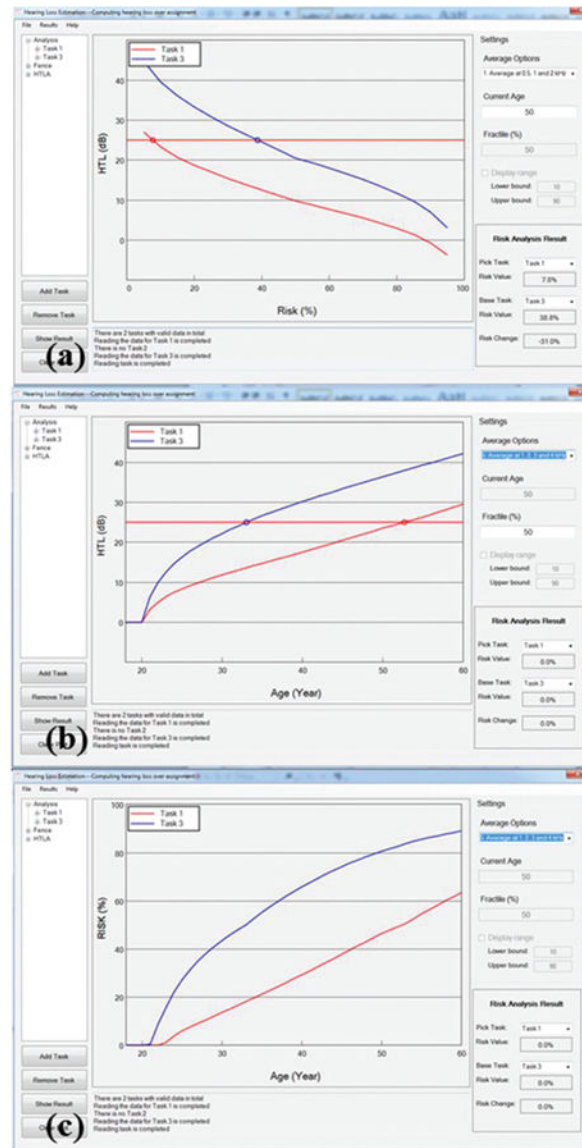 Hearing Loss Estimation - Computing hearing loss over assignment
File Results Help
Analysis
Task 1
Task 3
Fence
HTLA
Add Task
Remove Task
Show Result
(a)
Task 1
Task 3
HTL (dB)
40
30
20
10
0
0 20 40 60 80 100
Risk (%)
There are 2 tasks with valid data in total
Reading the data for Task 1 is completed
There is no Task 2
Reading the data for Task 3 is completed
Reading task is completed
Settings
Average Options
1. Average at 0.5, 1 and 2 kHz
Current Age
50
Fractile (%)
50
Display range
Lower bound: 10
Upper bound: 90
Risk Analysis Result
Pick Task: Task 1
Risk Value:
7.8%
Base Task: Task 3
Risk Value:
38.8%
Risk Change: -31.0%
Hearing Loss Estimation - Computing hearing loss over assignment
File Results Help
Analysis
Task 1
Task 3
Fence
HTLA
Add Task
Remove Task
Show Result
(b)
Task 1
Task 3
HTL (dB)
40
30
20
10
0
20 30 40 50 60
Age (Year)
There are 2 tasks with valid data in total
Reading the data for Task 1 is completed
There is no Task 2
Reading the data for Task 3 is completed
Reading task is completed
Settings
Average Options
Average at 1, 2, 3 and 4 kHz
Current Age
50
Fractile (%)
50
Display range
Lower bound: 10
Upper bound: 90
Risk Analysis Result
Pick Task: Task 1
Risk Value: 0.0%
Base Task: Task 3
Risk Value: 0.0%
Risk Change: 0.0%
Hearing Loss Estimation - Computing hearing loss over assignment
File Results Help
Analysis
Task 1
Task 3
Fence
HTLA
Add Task
Remove Task
Show Result
(c)
Task 1
Task 3
RISK (%)
100
80
60
40
20
0
20 30 40 50 60
Age (Year)
There are 2 tasks with valid data in total
Reading the data for Task 1 is completed
There is no Task 2
Reading the data for Task 3 is completed
Reading task is completed
Settings
Average Options
Average at 1, 2, 3 and 4 kHz
Current Age
50
Fractile (%)
50
Display range
Lower bound: 10
Upper bound: 90
Risk Analysis Result
Pick Task: Task 1
Risk Value: 0.0%
Base Task: Task 3
Risk Value: 0.0%
Risk Change: 0.0%